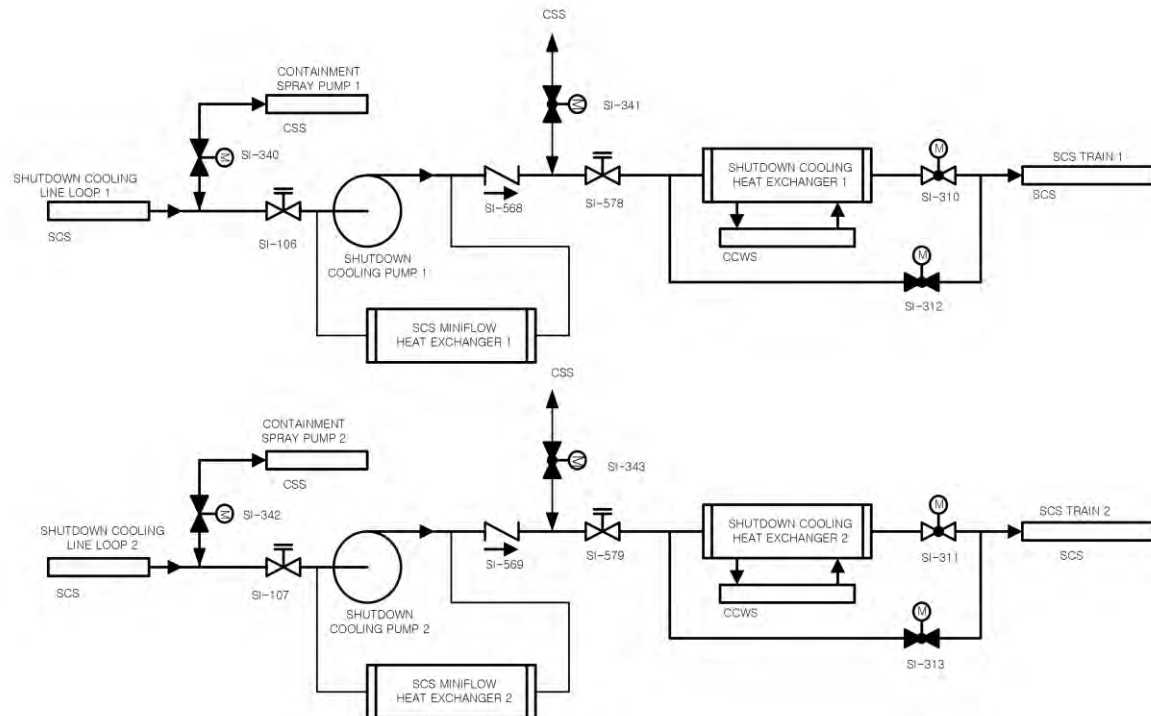 CSS
CONTAINMENT
SPRAY PUMP 1
CSS
M
SI-340
M
SI-341
SHUTDOWN COOLING
LINE LOOP 1
SCS
SI-106
SHUTDOWN
COOLING PUMP 1
SI-568
SI-578
SHUTDOWN COOLING
HEAT EXCHANGER 1
CCWS
M
SI-310
SCS TRAIN 1
SCS
M
SI-312
SCS MINIFLOW
HEAT EXCHANGER 1
CSS
CONTAINMENT
SPRAY PUMP 2
CSS
M
SI-342
M
SI-343
SHUTDOWN COOLING
LINE LOOP 2
SCS
SI-107
SHUTDOWN
COOLING PUMP 2
SI-569
SI-579
SHUTDOWN COOLING
HEAT EXCHANGER 2
CCWS
M
SI-311
SCS TRAIN 2
SCS
M
SI-313
SCS MINIFLOW
HEAT EXCHANGER 2